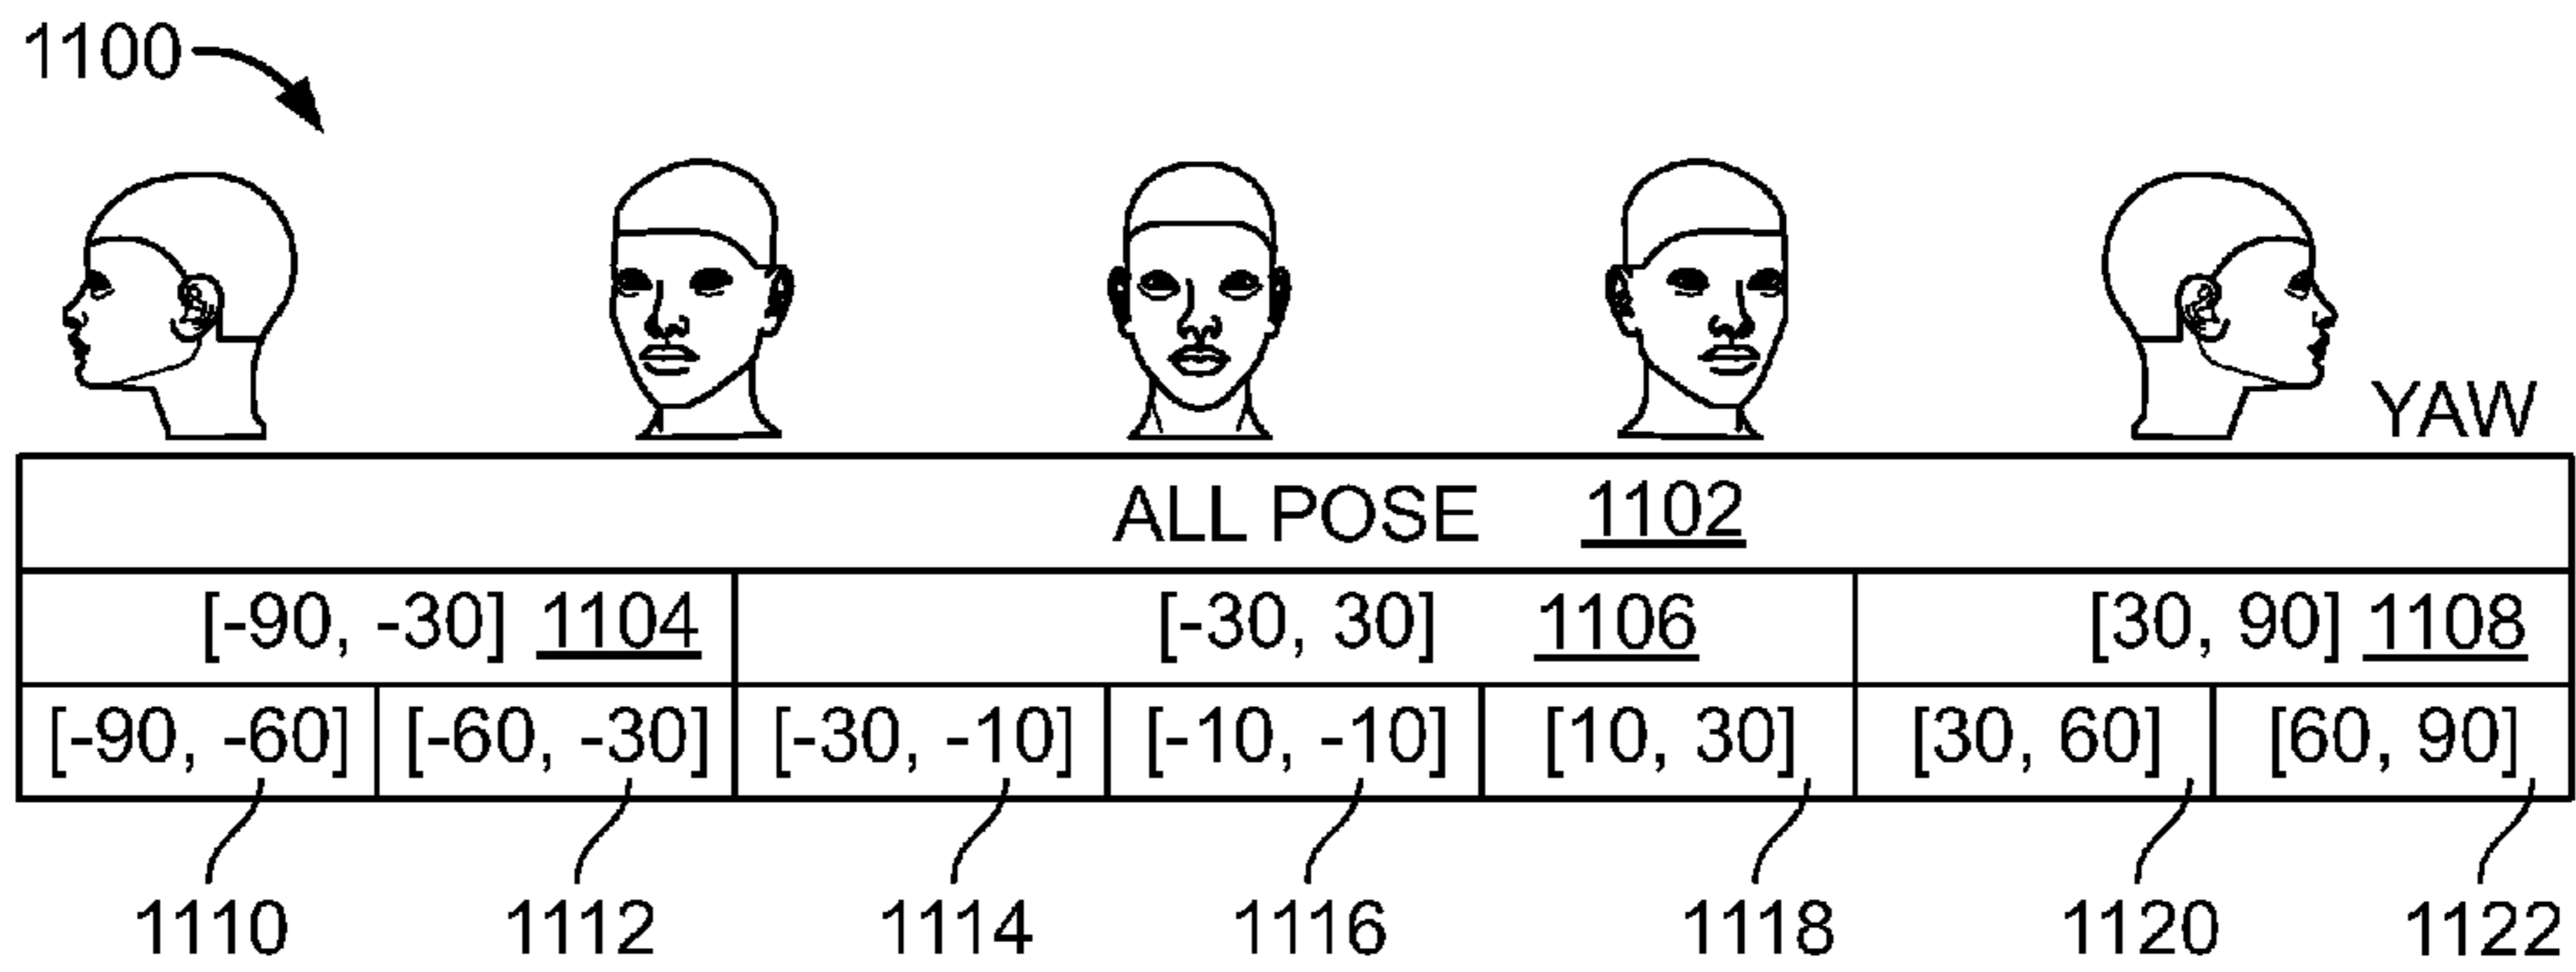 1100
YAW
ALL POSE 1102
[-90, -30] 1104 [-30, 30] 1106 [30, 90] 1108
[-90, -60] [-60, -30] [-30, -10] [-10, -10] [10, 30] [30, 60] [60, 90]
1110 1112 1114 1116 1118 1120 1122